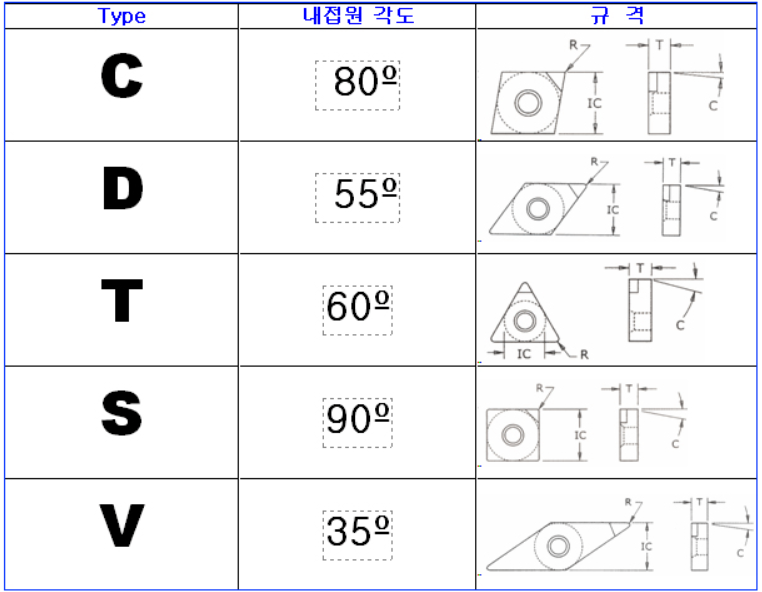 Type 내접원 각도 규 격
C 80º R T IC C
D 55º R T IC C
T 60º T C IC R
S 90º R T IC C
V 35º R T IC C